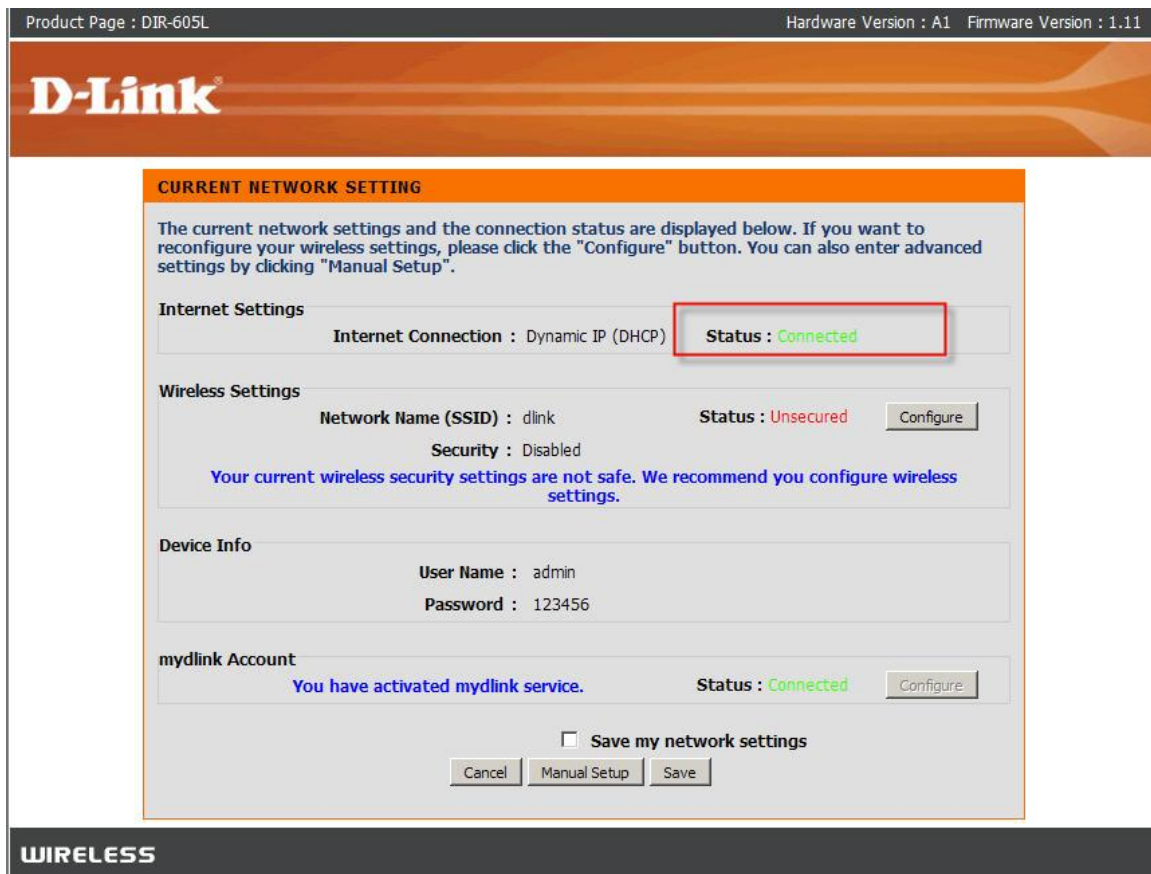 Product Page : DIR-605L Hardware Version : A1 Firmware Version : 1.11
D-Link®
CURRENT NETWORK SETTING
The current network settings and the connection status are displayed below. If you want to
reconfigure your wireless settings, please click the "Configure" button. You can also enter advanced
settings by clicking "Manual Setup".
Internet Settings
Internet Connection : Dynamic IP (DHCP) Status : Connected
Wireless Settings
Network Name (SSID) : dlink Status : Unsecured Configure
Security : Disabled
Your current wireless security settings are not safe. We recommend you configure wireless
settings.
Device Info
User Name : admin
Password : 123456
mydlink Account
You have activated mydlink service. Status : Connected Configure
Save my network settings
Cancel Manual Setup Save
WIRELESS